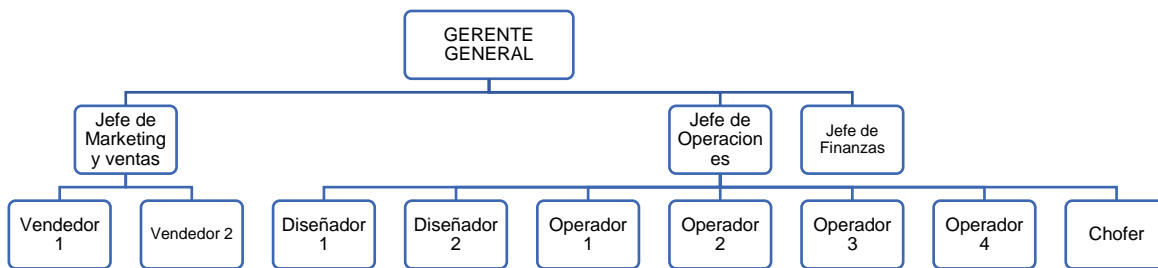 GERENTE
GENERAL
Jefe de
Marketing
y ventas
Jefe de
Operacion
es
Jefe de
Finanzas
Vendedor
1
Vendedor 2
Diseñador
1
Diseñador
2
Operador
1
Operador
2
Operador
3
Operador
4
Chofer